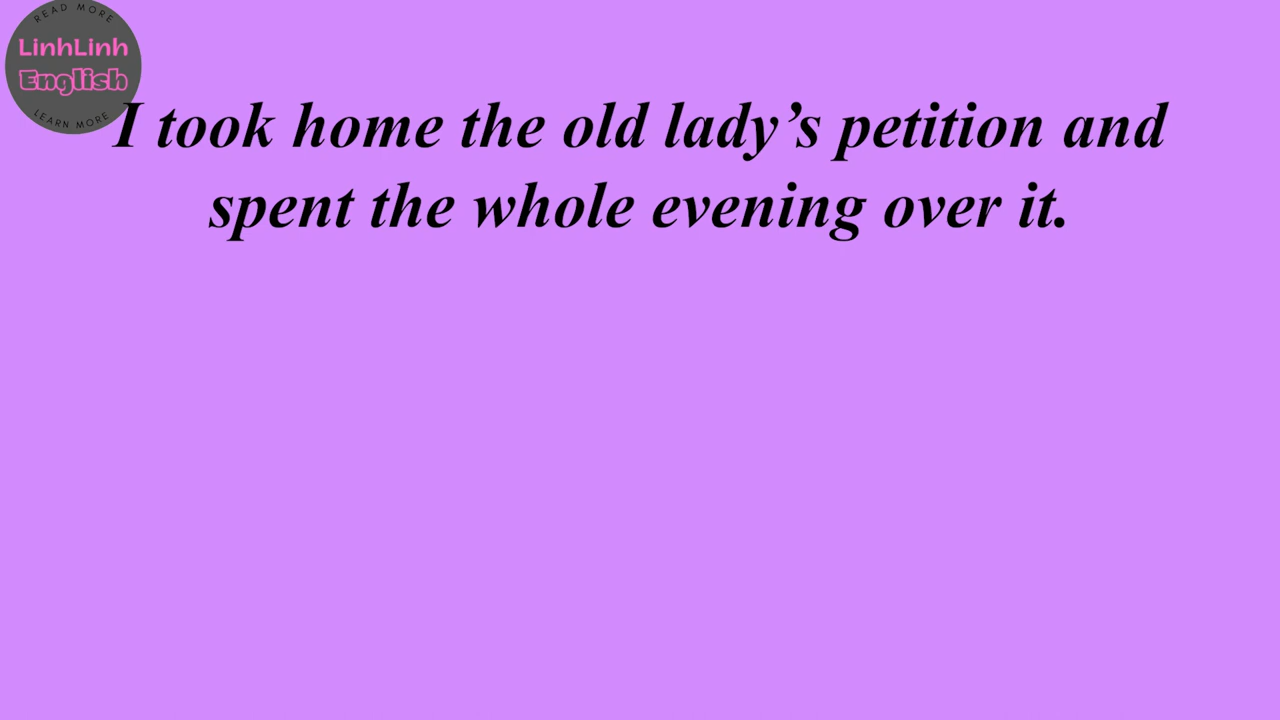 READ MORE
LinhLinh
English
LEARN MORE
I took home the old lady’s petition and
spent the whole evening over it.